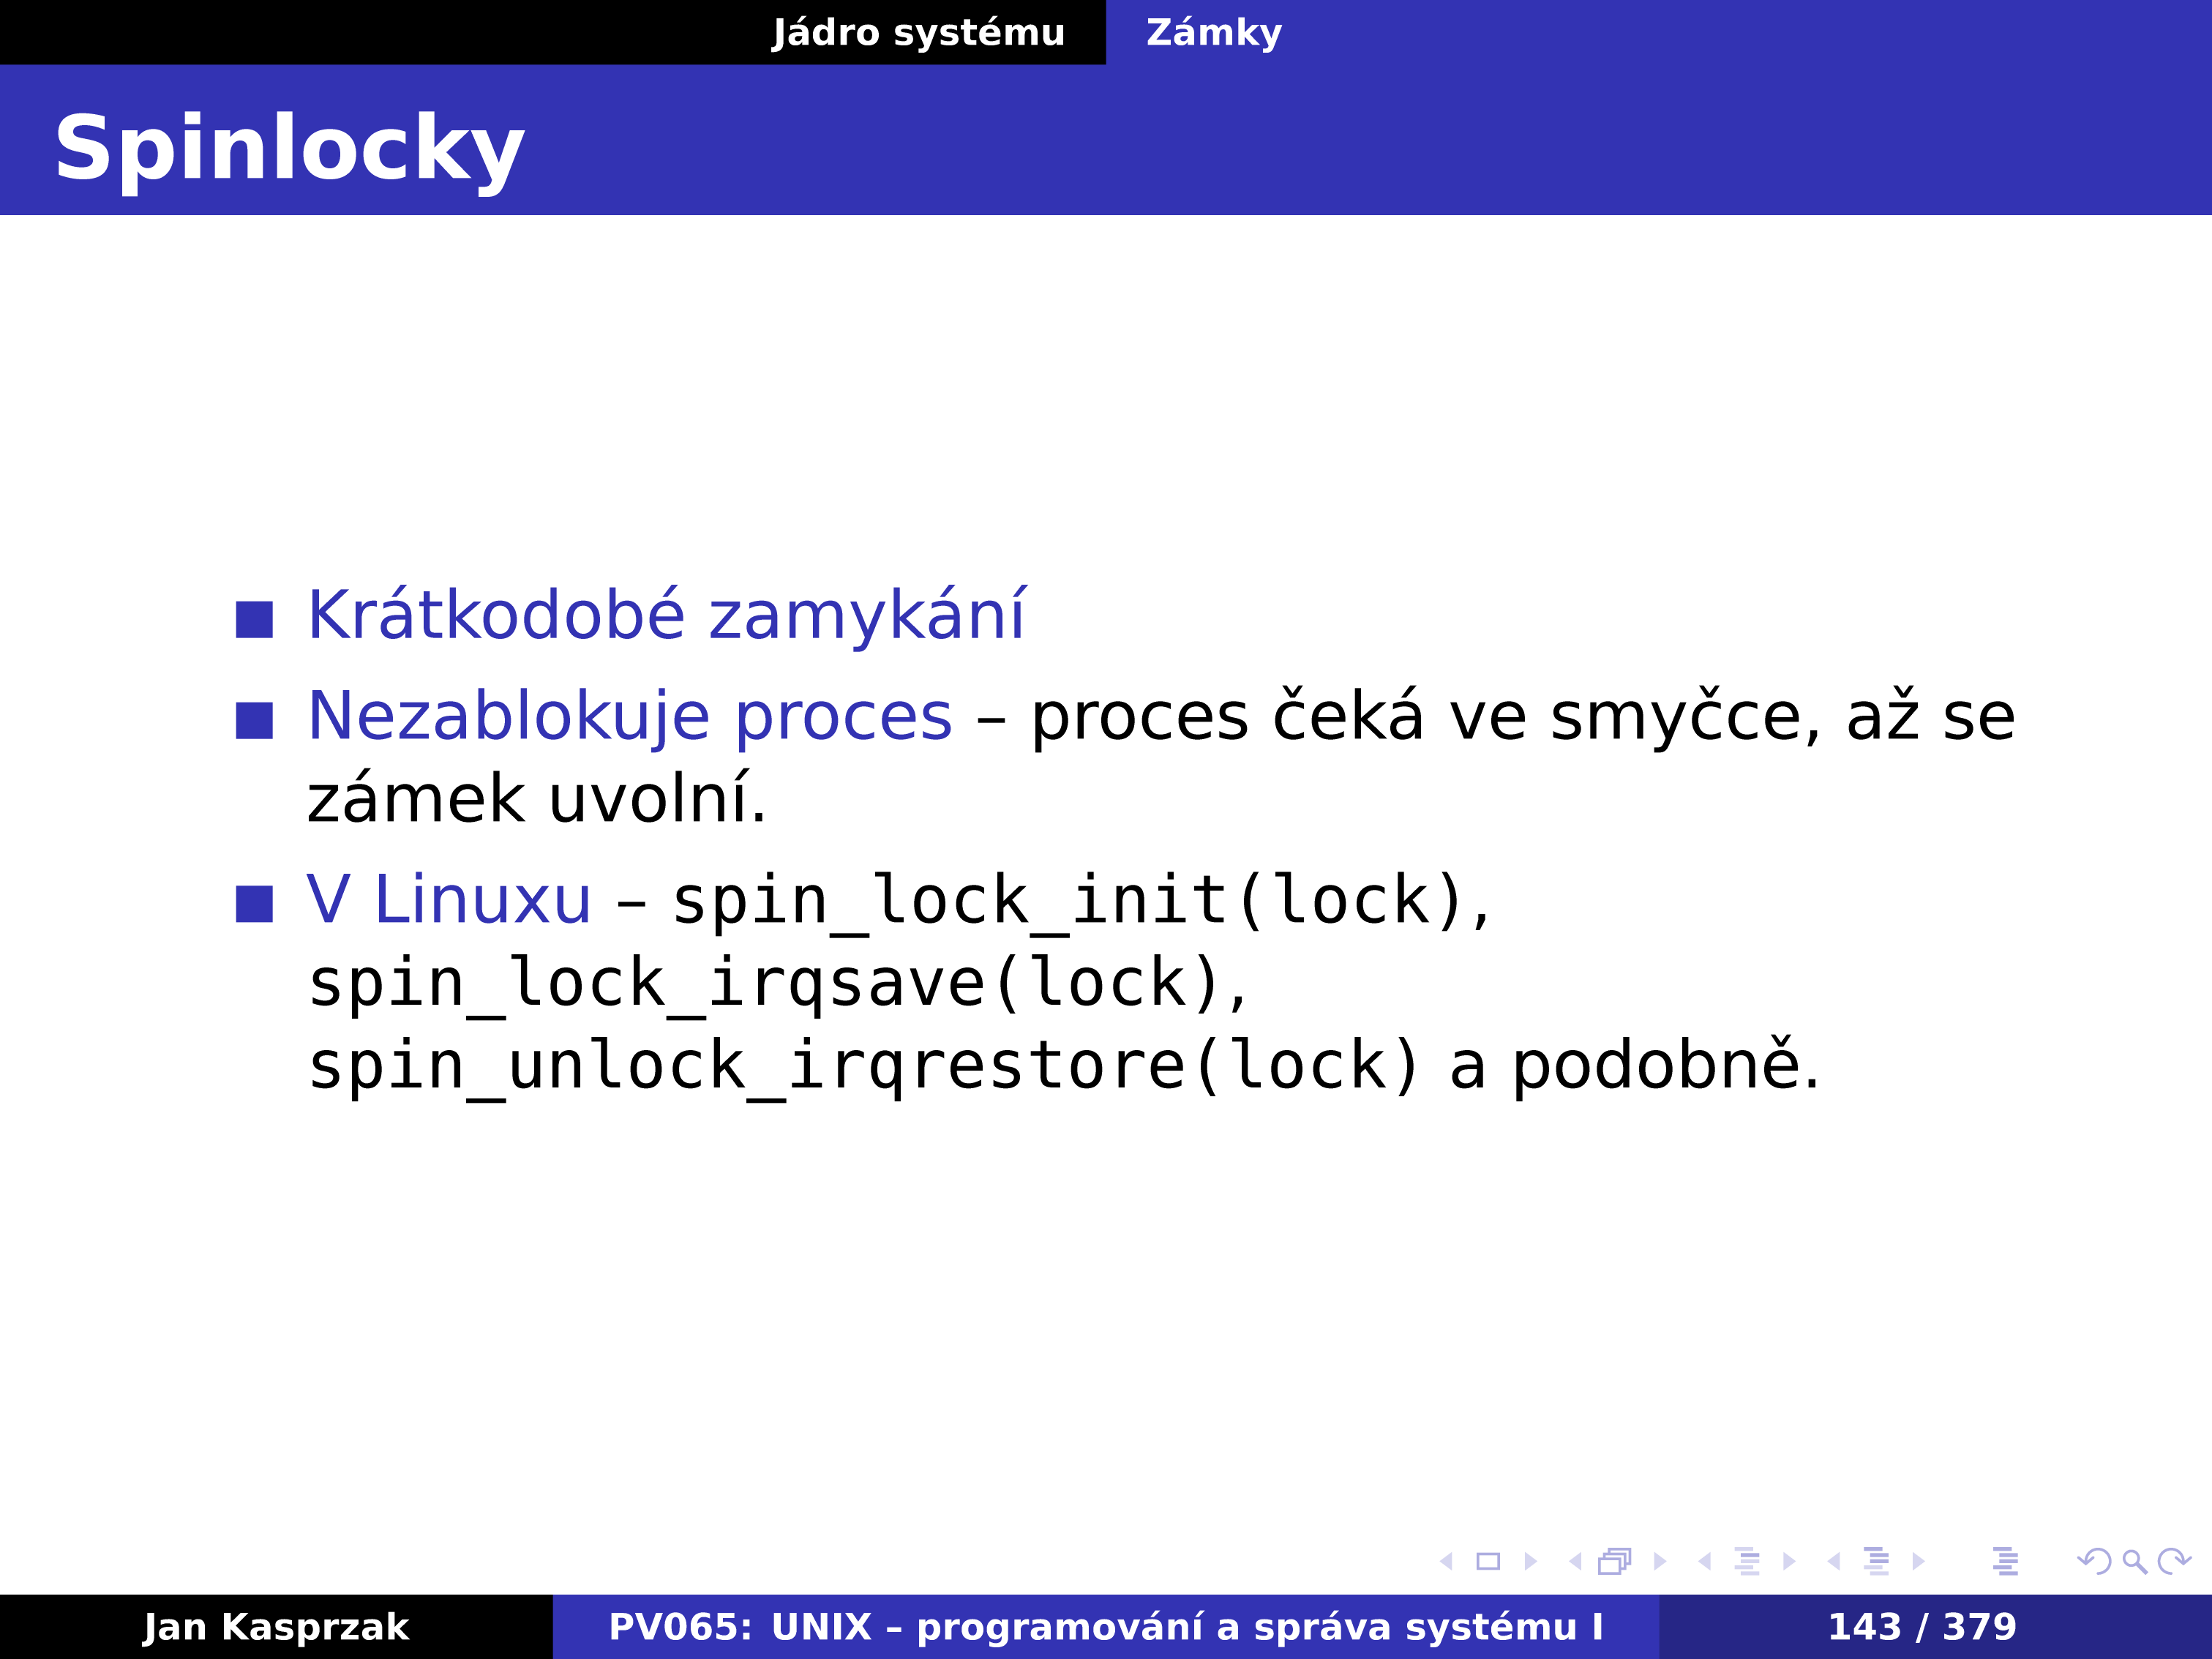 Jádro systému Zámky
Spinlocky
Krátkodobé zamykání
Nezablokuje proces – proces čeká ve smyčce, až se
zámek uvolní.
V Linuxu – spin_lock_init(lock),
spin_lock_irqsave(lock),
spin_unlock_irqrestore(lock) a podobně.
Jan Kasprzak PV065: UNIX – programování a správa systému I 143 / 379